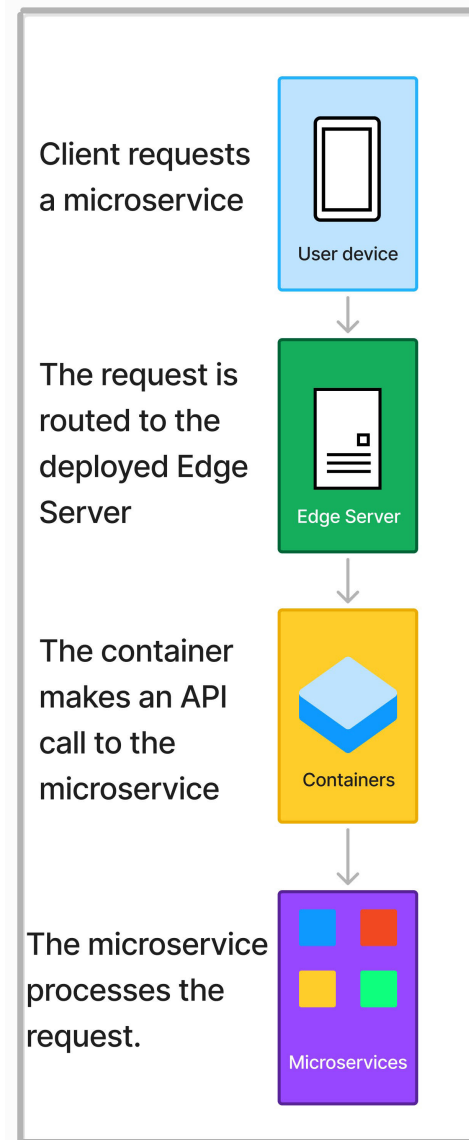 Client requests
a microservice
User device
The request is
routed to the
deployed Edge
Server
Edge Server
The container
makes an API
call to the
microservice
Containers
The microservice
processes the
request.
Microservices